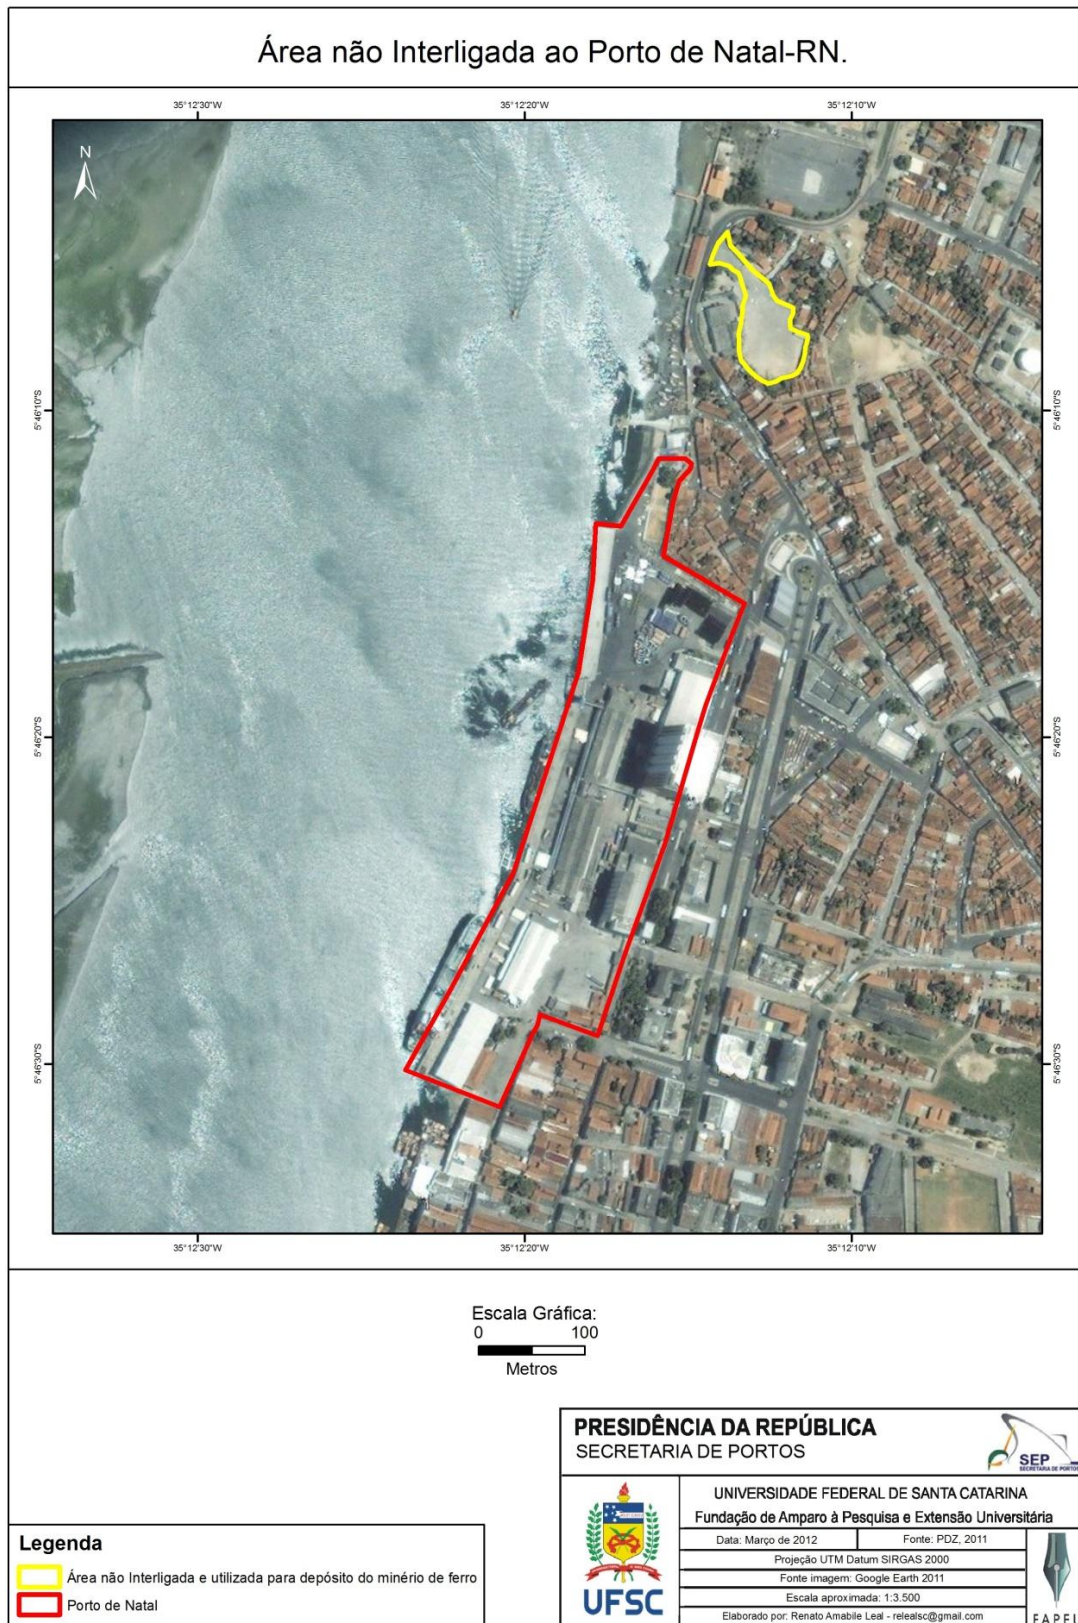 Área não Interligada ao Porto de Natal-RN.
35°12'30"W
35°12'20"W
35°12'10"W
N
5°46'10"S
5°46'10"S
5°46'20"S
5°46'20"S
5°46'30"S
5°46'30"S
35°12'30"W
35°12'20"W
35°12'10"W
Escala Gráfica:
0 100
Metros
PRESIDÊNCIA DA REPÚBLICA
SECRETARIA DE PORTOS
SEP
SECRETARIA DE PORTOS
UNIVERSIDADE FEDERAL DE SANTA CATARINA
Fundação de Amparo à Pesquisa e Extensão Universitária
Data: Março de 2012
Fonte: PDZ, 2011
Projeção UTM Datum SIRGAS 2000
Fonte imagem: Google Earth 2011
Escala aproximada: 1:3.500
Elaborado por: Renato Amabile Leal - relealsc@gmail.com
UFSC
FAPEU
Legenda
Área não Interligada e utilizada para depósito do minério de ferro
Porto de Natal